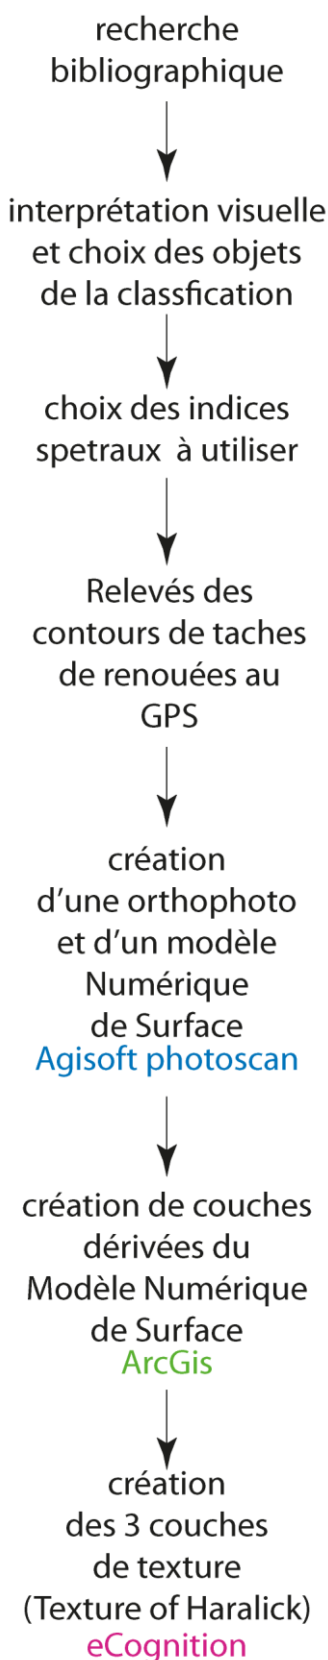 recherche
bibliographique
interprétation visuelle
et choix des objets
de la classfication
choix des indices
spetraux à utiliser
Relevés des
contours de taches
de renouées au
GPS
création
d'une orthophoto
et d'un modèle
Numérique
de Surface
Agisoft photoscan
création de couches
dérivées du
Modèle Numérique
de Surface
ArcGis
création
des 3 couches
de texture
(Texture of Haralick)
eCognition